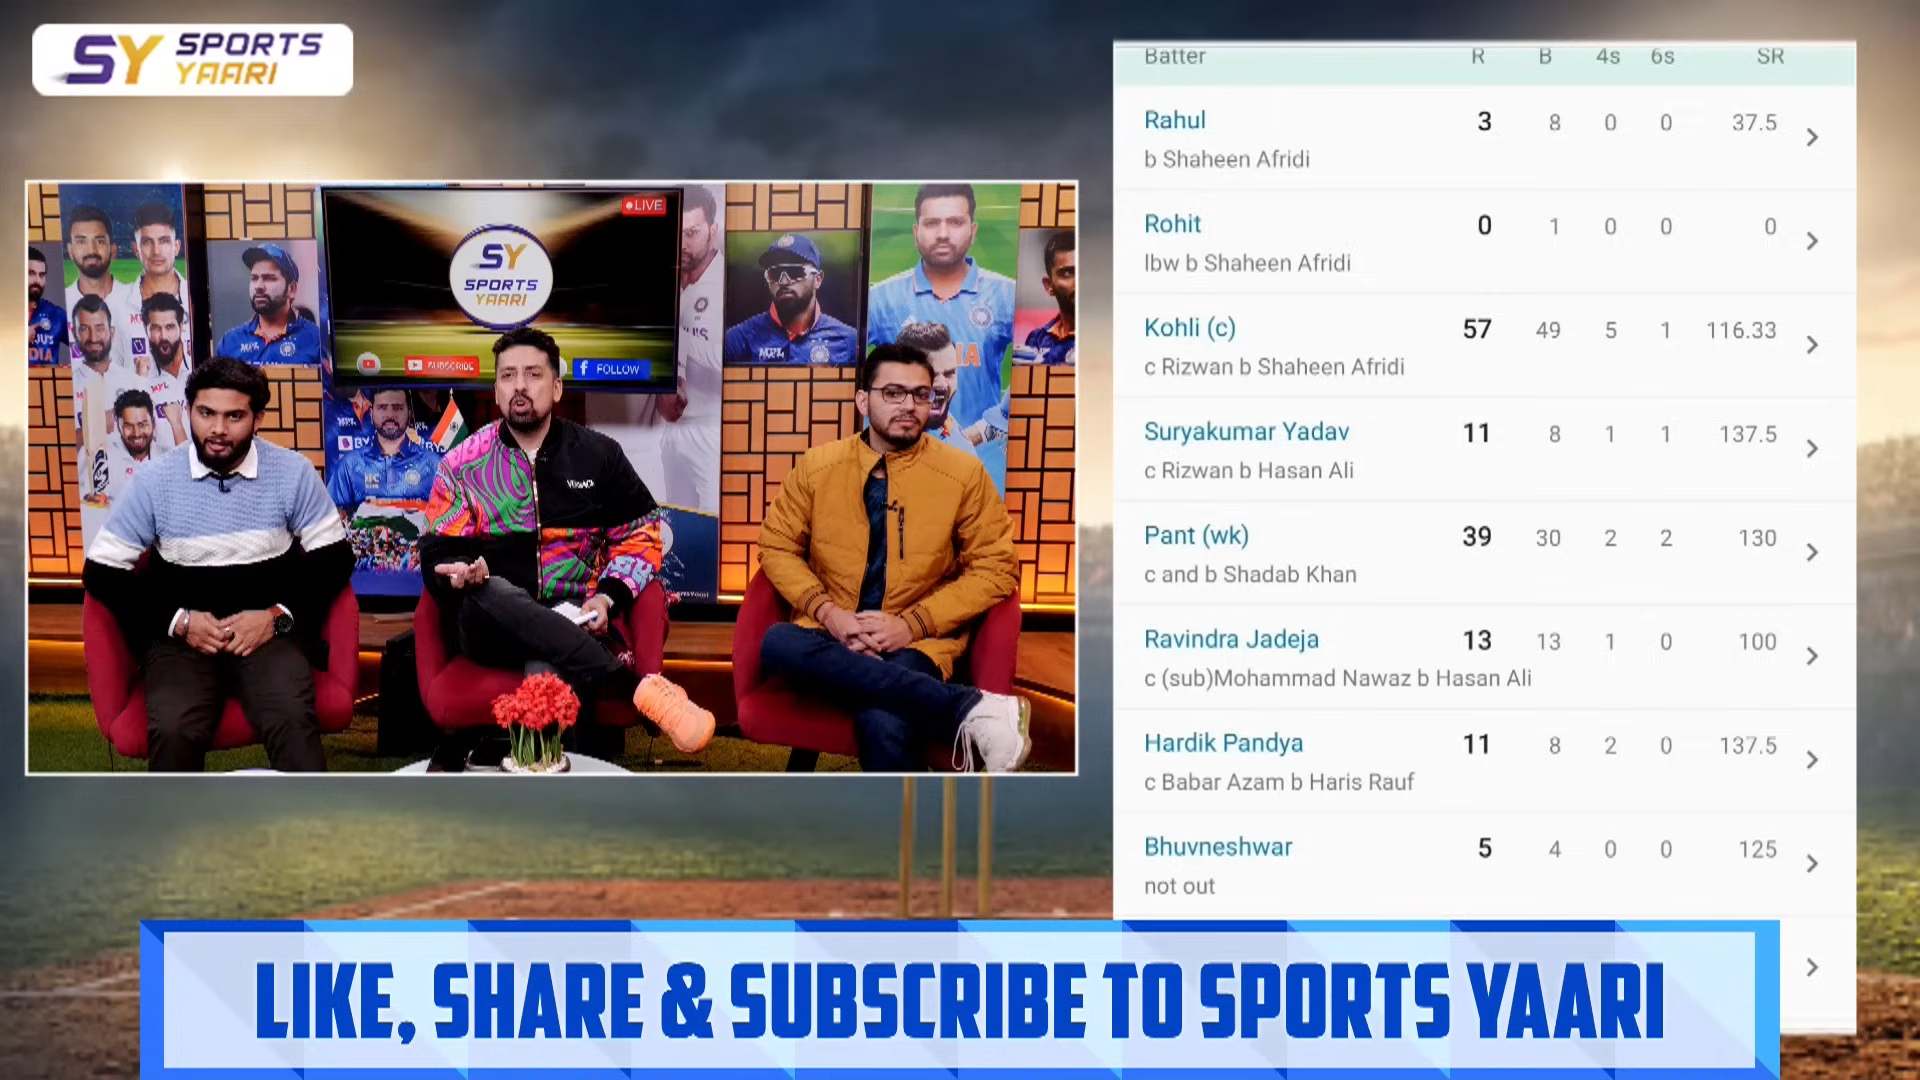 SY SPORTS
YAARI
LIVE
SY
SPORTS
YAARI
SUBSCRIBE
FOLLOW
Batter R B 4s 6s SR
Rahul 3 8 0 0 37.5
b Shaheen Afridi
Rohit 0 1 0 0 0
lbw b Shaheen Afridi
Kohli (c) 57 49 5 1 116.33
c Rizwan b Shaheen Afridi
Suryakumar Yadav 11 8 1 1 137.5
c Rizwan b Hasan Ali
Pant (wk) 39 30 2 2 130
c and b Shadab Khan
Ravindra Jadeja 13 13 1 0 100
c (sub)Mohammad Nawaz b Hasan Ali
Hardik Pandya 11 8 2 0 137.5
c Babar Azam b Haris Rauf
Bhuvneshwar 5 4 0 0 125
not out
LIKE, SHARE & SUBSCRIBE TO SPORTS YAARI